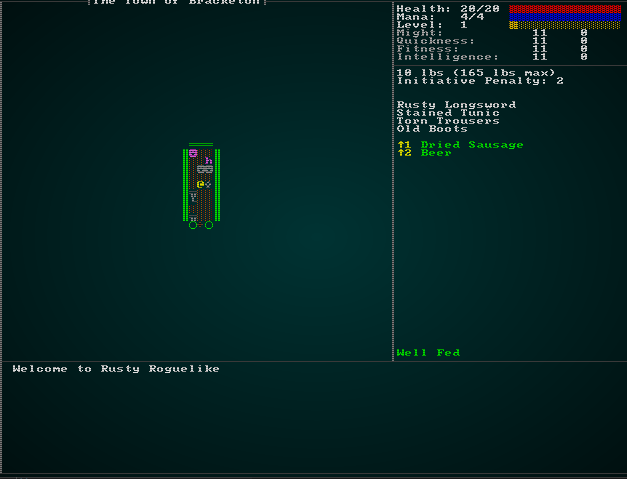 The Town of Bracketon
Health: 20/20
Mana: 4/4
Level: 1
Might: 11 0
Quickness: 11 0
Fitness: 11 0
Intelligence: 11 0
10 lbs (165 lbs max)
Initiative Penalty: 2
Rusty Longsword
Stained Tunic
Torn Trousers
Old Boots
↑1 Dried Sausage
↑2 Beer
h
@
Well Fed
Welcome to Rusty Roguelike